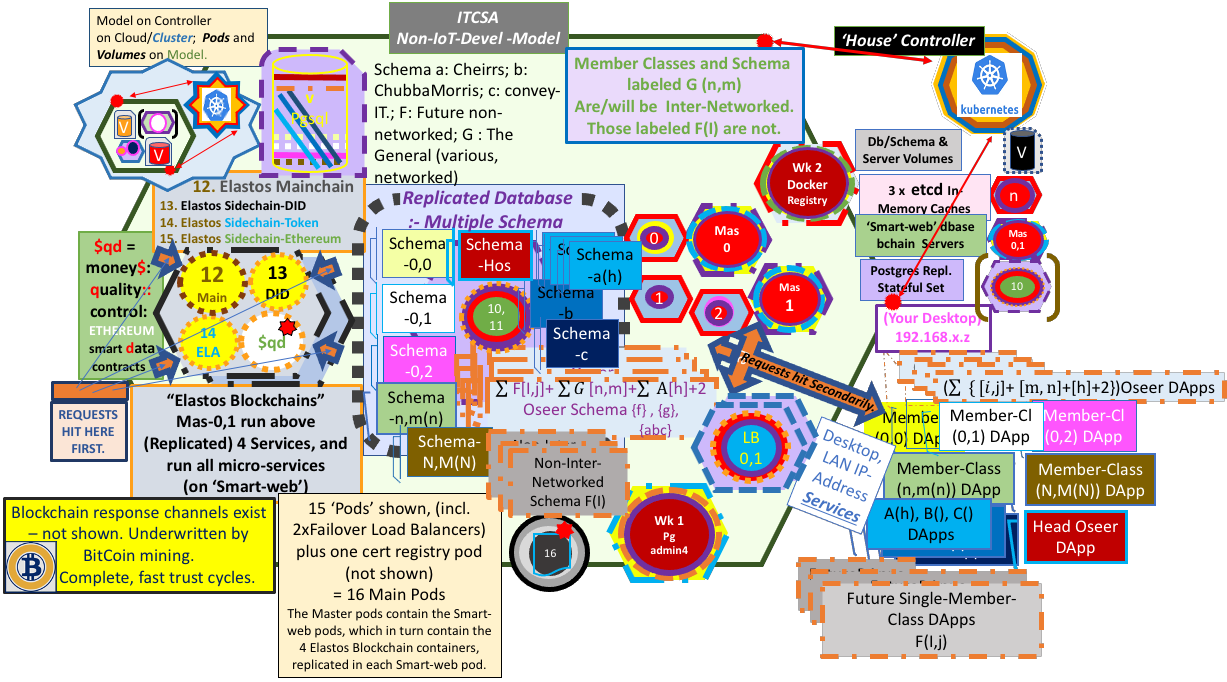 Model on Controller
on Cloud/Cluster; Pods and
Volumes on Model.
ITCSA
Non-IoT-Devel -Model
'House' Controller
kubernetes
Member Classes and Schema
labeled G (n,m)
Are/will be Inter-Networked.
Those labeled F(I) are not.
Schema a: Cheirrs; b:
ChubbaMorris; c: convey-
IT.; F: Future non-
networked; G : The
General (various,
networked)
V
Pgsql
V
V
V
12. Elastos Mainchain
13. Elastos Sidechain-DID
14. Elastos Sidechain-Token
15. Elastos Sidechain-Ethereum
$qd =
money$:
quality::
control:
ETHEREUM
smart data
contracts
12
Main
13
DID
14
ELA
$qd
REQUESTS
HIT HERE
FIRST.
"Elastos Blockchains"
Mas-0,1 run above
(Replicated) 4 Services, and
run all micro-services
(on 'Smart-web')
Replicated Database
:- Multiple Schema
Schema
-0,0
Schema
-Hos
Schema
-a(h)
Schema
-0,1
10,
11
-b
Schema
-c
Schema
-0,2
Schema
-n,m(n)
Schema-
N,M(N)
∑ F[I,j]+ ∑ G [n,m]+∑ A[h]+2
Oseer Schema {f} , {g},
{abc}
Non-Inter-
Networked
Schema F(I)
0
1
2
Mas
0
Mas
1
Wk 2
Docker
Registry
Db/Schema &
Server Volumes
3 x etcd In-
Memory Caches
'Smart-web' dbase
bchain Servers
Postgres Repl.
Stateful Set
n
Mas
0,1
10
(Your Desktop)
192.168.x.z
Requests hit Secondarily.
LB
0,1
Desktop,
LAN IP-
Address
Services
(∑ { [i,j]+ [m, n]+[h]+2})Oseer DApps
Membe
(0,0) DAp
Member-Cl
(0,1) DApp
Member-Cl
(0,2) DApp
Member-Class
(n,m(n)) DApp
Member-Class
(N,M(N)) DApp
A(h), B(), C()
DApps
Head Oseer
DApp
Future Single-Member-
Class DApps
F(I,j)
Wk 1
Pg
admin4
16
Blockchain response channels exist
– not shown. Underwritten by
BitCoin mining.
Complete, fast trust cycles.
15 'Pods' shown, (incl.
2xFailover Load Balancers)
plus one cert registry pod
(not shown)
= 16 Main Pods
The Master pods contain the Smart-
web pods, which in turn contain the
4 Elastos Blockchain containers,
replicated in each Smart-web pod.